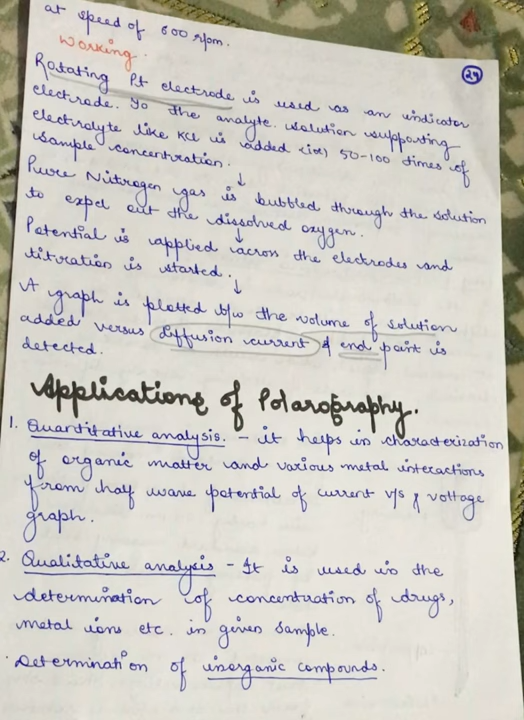 at speed of 600 rpm.
24
Working.
Rotating Pt electrode is used as an indicator
electrode. To the analyte solution supporting
electrolyte like KCl is added (ie) 50-100 times of
sample concentration.
↓
Pure Nitrogen gas is bubbled through the solution
to expel out the dissolved oxygen.
↓
Potential is applied across the electrodes and
titration is started.
↓
A graph is plotted b/w the volume of solution
added versus diffusion current & end point is
detected.
Applications of Polarography.
1. Quantitative analysis. - it helps in characterization
of organic matter and various metal interactions
from half wave potential of current v/s voltage
graph.
2. Qualitative analysis - It is used in the
determination of concentration of drugs,
metal ions etc. in given sample.
Determination of inorganic compounds.